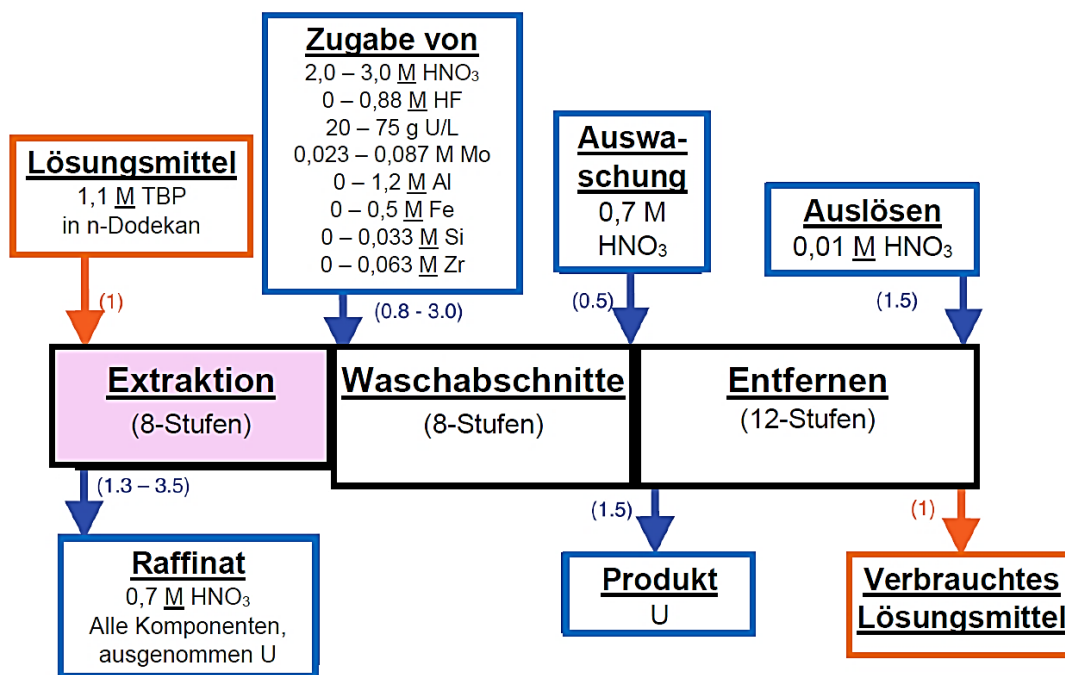 Lösungsmittel
1,1 M TBP
in n-Dodekan
(1)
Zugabe von
2,0 – 3,0 M HNO₃
0 – 0,88 M HF
20 – 75 g U/L
0,023 – 0,087 M Mo
0 – 1,2 M Al
0 – 0,5 M Fe
0 – 0,033 M Si
0 – 0,063 M Zr
(0.8 - 3.0)
Auswa-
schung
0,7 M
HNO₃
(0.5)
Auslösen
0,01 M HNO₃
(1.5)
Extraktion
(8-Stufen)
Waschabschnitte
(8-Stufen)
Entfernen
(12-Stufen)
(1.3 – 3.5)
Raffinat
0,7 M HNO₃
Alle Komponenten,
ausgenommen U
(1.5)
Produkt
U
(1)
Verbrauchtes
Lösungsmittel